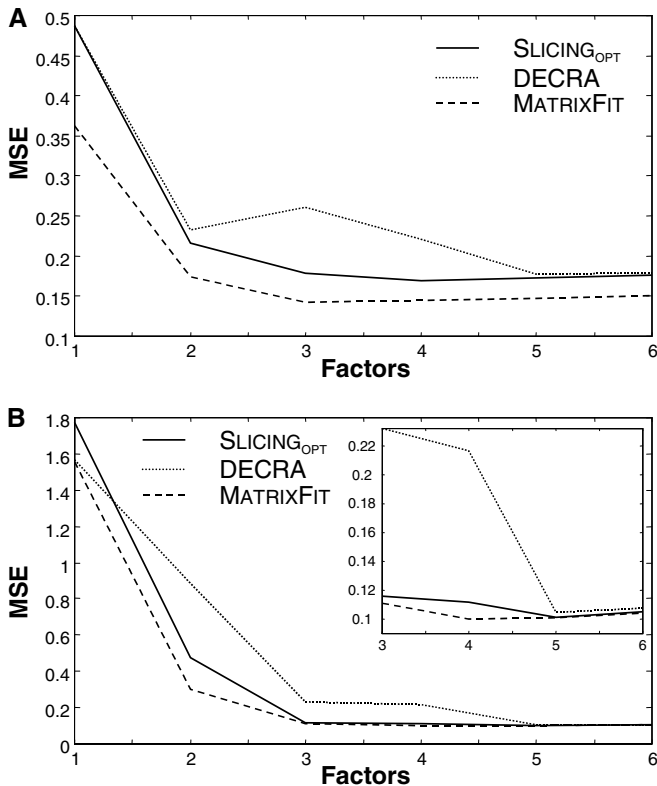 A
0.5
0.45
0.4
0.35
0.3
0.25
0.2
0.15
0.1
MSE
SLICINGOPT
DECRA
MATRIXFIT
1 2 3 4 5 6
Factors
B
1.8
1.6
1.4
1.2
1
0.8
0.6
0.4
0.2
0
MSE
SLICINGOPT
DECRA
MATRIXFIT
0.22
0.2
0.18
0.16
0.14
0.12
0.1
3 4 5 6
1 2 3 4 5 6
Factors